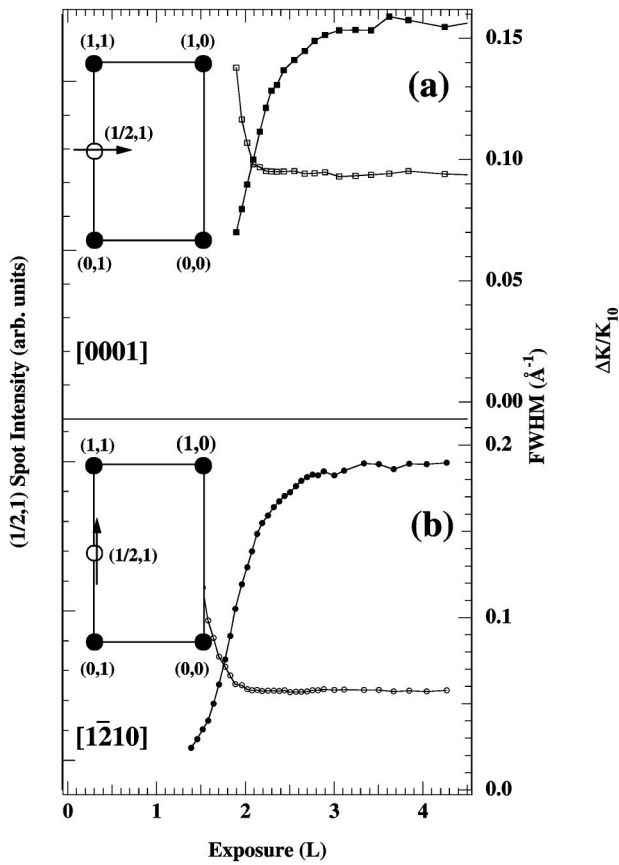 (1,1) (1,0)
(a)
(1/2,1)
(0,1) (0,0)
[0001]
0.15
0.10
0.05
0.00
(1/2,1) Spot Intensity (arb. units)
FWHM (Å⁻¹)
ΔK/K₁₀
(1,1) (1,0)
(b)
(1/2,1)
(0,1) (0,0)
[12̄10]
0.2
0.1
0.0
0 1 2 3 4
Exposure (L)